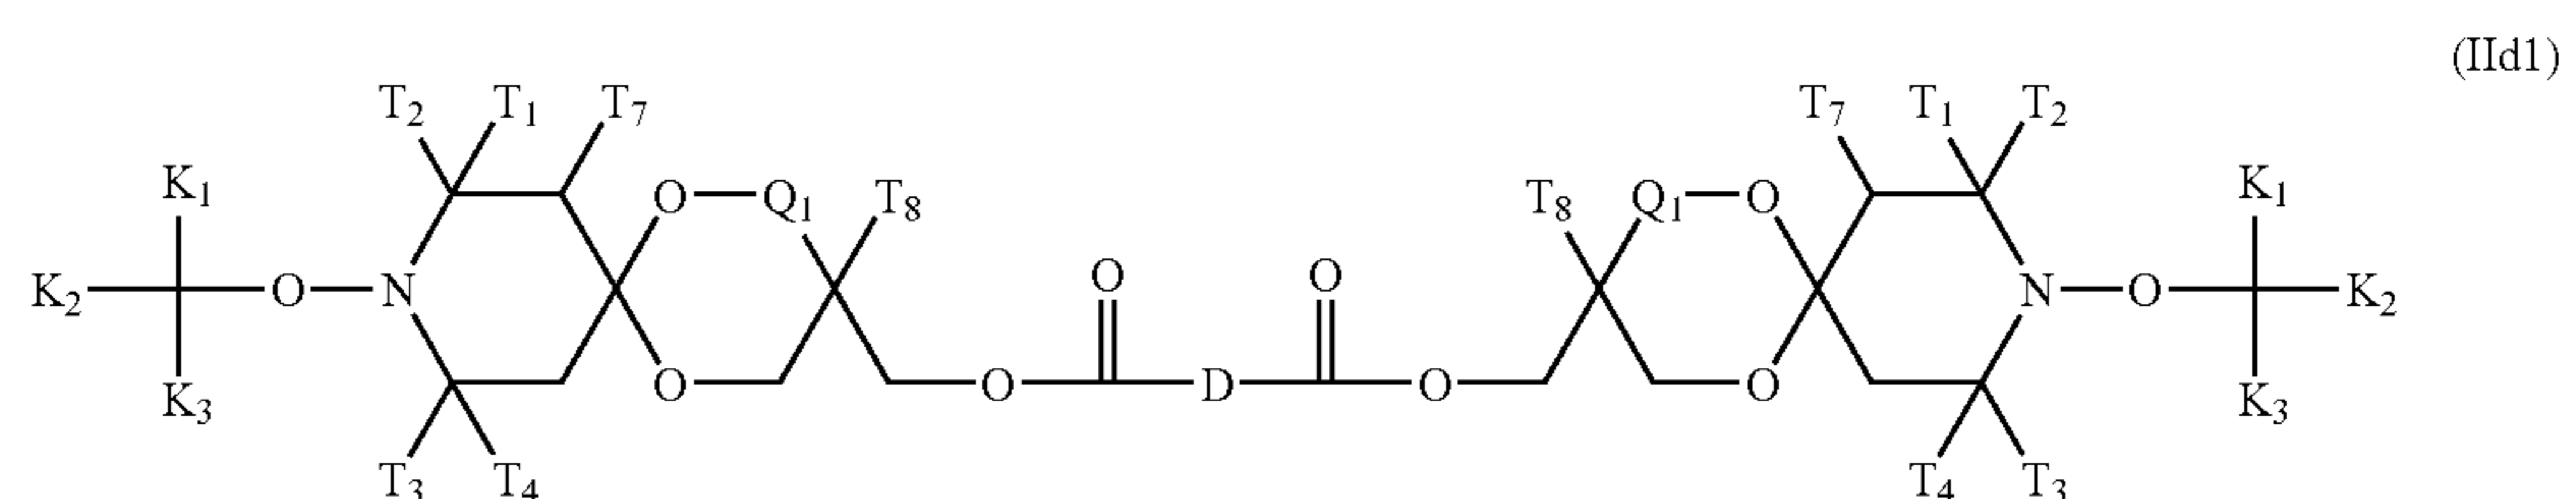 (IId1)
T₂ T₁ T₇ T₇ T₁ T₂
K₁ O Q₁ T₈ T₈ Q₁ O K₁
O O
K₂ O N N O K₂
K₃ O O D O O K₃
T₃ T₄ T₄ T₃